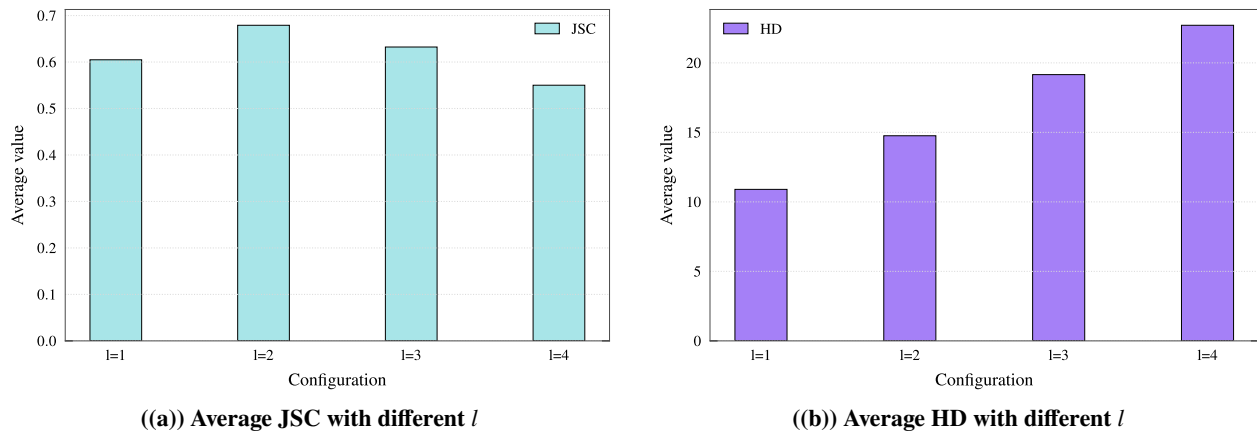 0.7
0.6
0.5
0.4
0.3
0.2
0.1
0.0
Average value
JSC
l=1
l=2
l=3
l=4
Configuration
((a)) Average JSC with different l
20
15
10
5
0
Average value
HD
l=1
l=2
l=3
l=4
Configuration
((b)) Average HD with different l